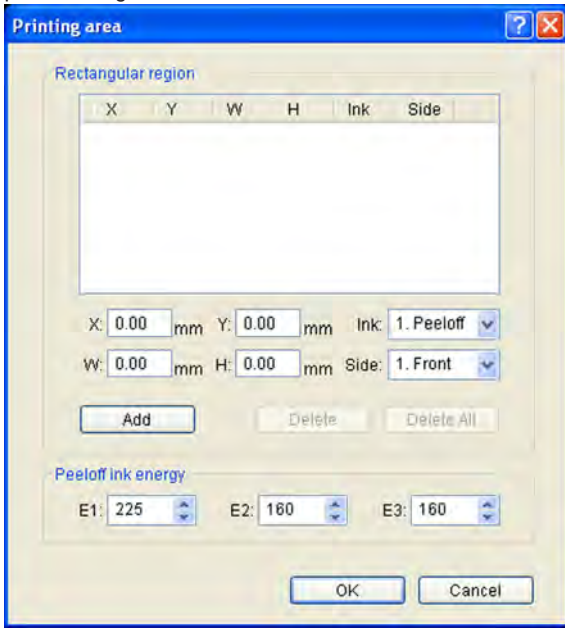 Printing area
Rectangular region
X Y W H Ink Side
X: 0.00 mm Y: 0.00 mm Ink: 1. Peeloff
W: 0.00 mm H: 0.00 mm Side: 1. Front
Add Delete Delete All
Peeloff ink energy
E1: 225 E2: 160 E3: 160
OK Cancel